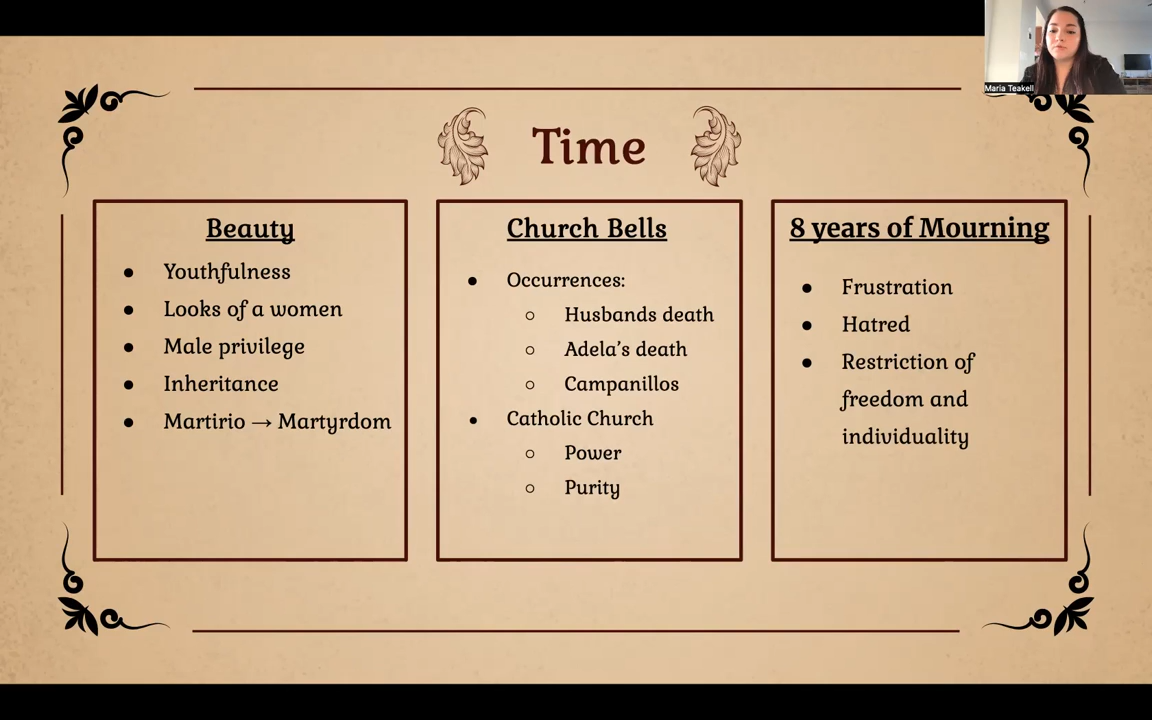 Maria Teakell
Time
Beauty
● Youthfulness
● Looks of a women
● Male privilege
● Inheritance
● Martirio → Martyrdom
Church Bells
● Occurrences:
○ Husbands death
○ Adela's death
○ Campanillos
● Catholic Church
○ Power
○ Purity
8 years of Mourning
● Frustration
● Hatred
● Restriction of
freedom and
individuality